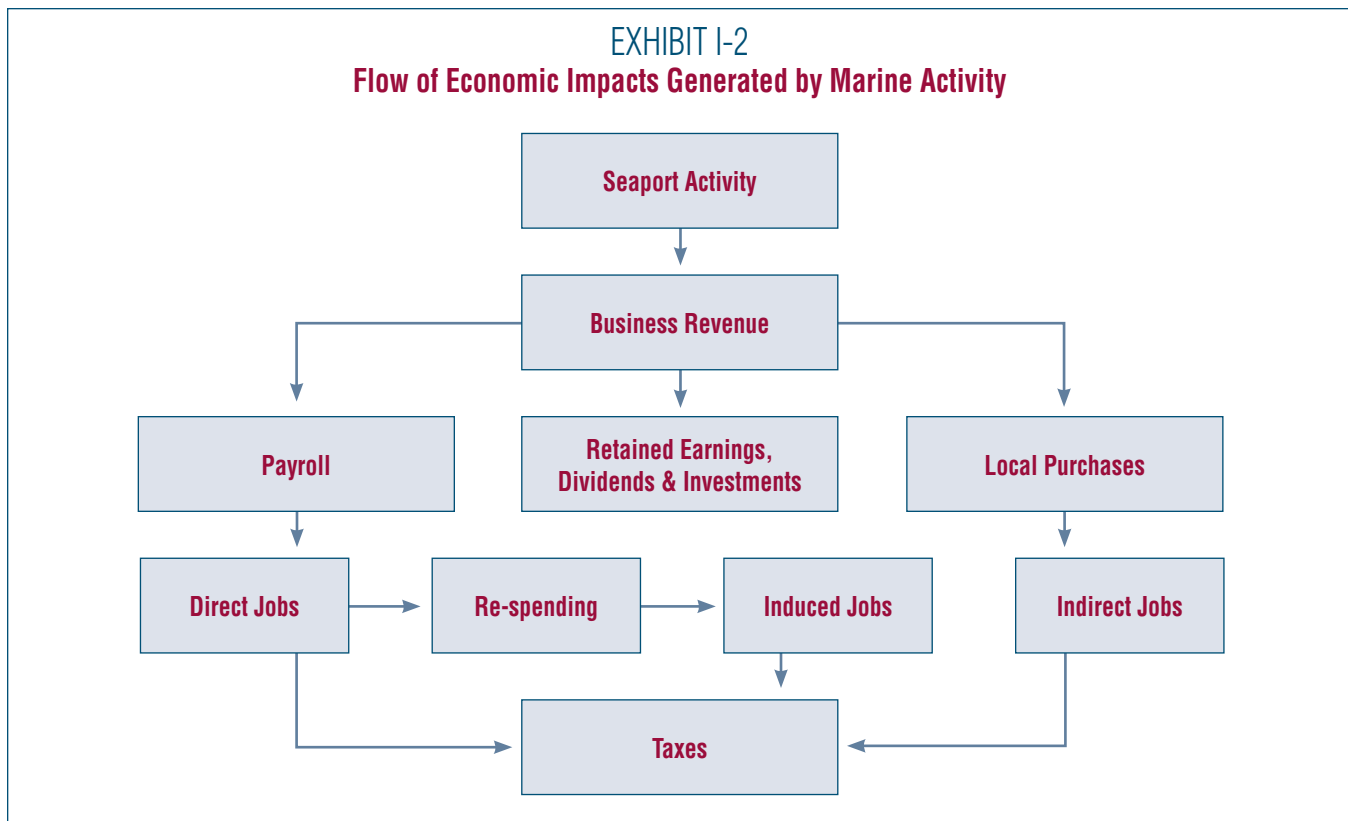 EXHIBIT I-2
Flow of Economic Impacts Generated by Marine Activity
Seaport Activity
Business Revenue
Payroll
Retained Earnings,
Dividends & Investments
Local Purchases
Direct Jobs
Re-spending
Induced Jobs
Indirect Jobs
Taxes